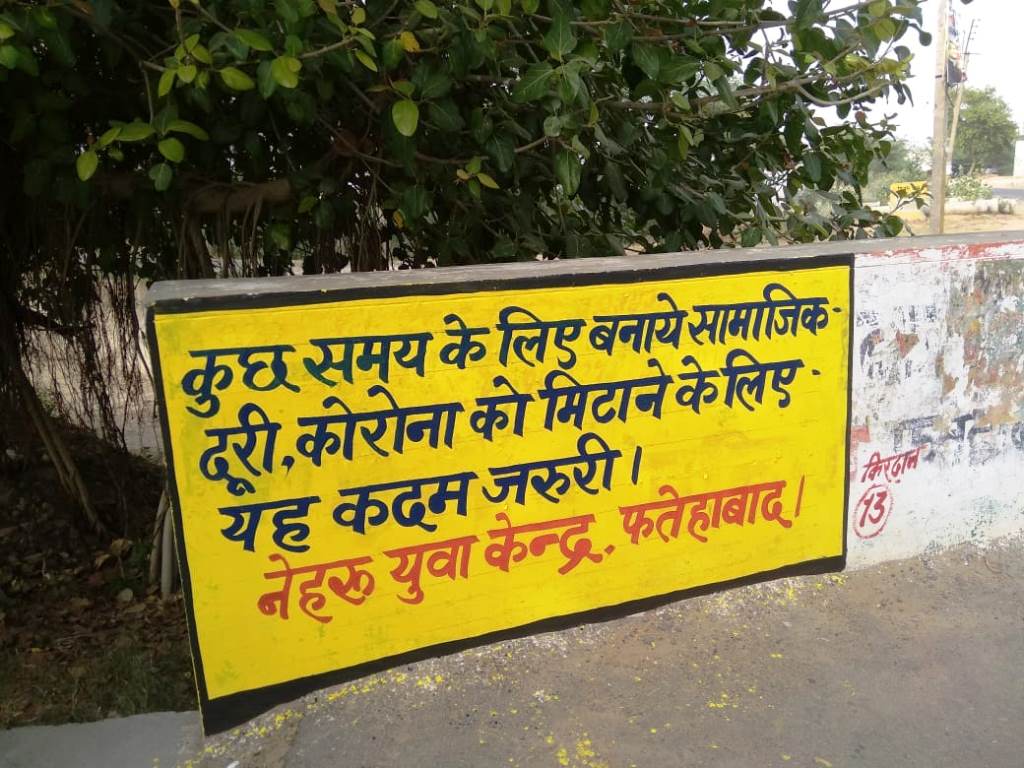 कुछ समय के लिए बनाये सामाजिक-
दूरी, कोरोना को मिटाने के लिए -
यह कदम जरुरी।
नेहरू युवा केन्द्र, फतेहाबाद।
किरदान
13